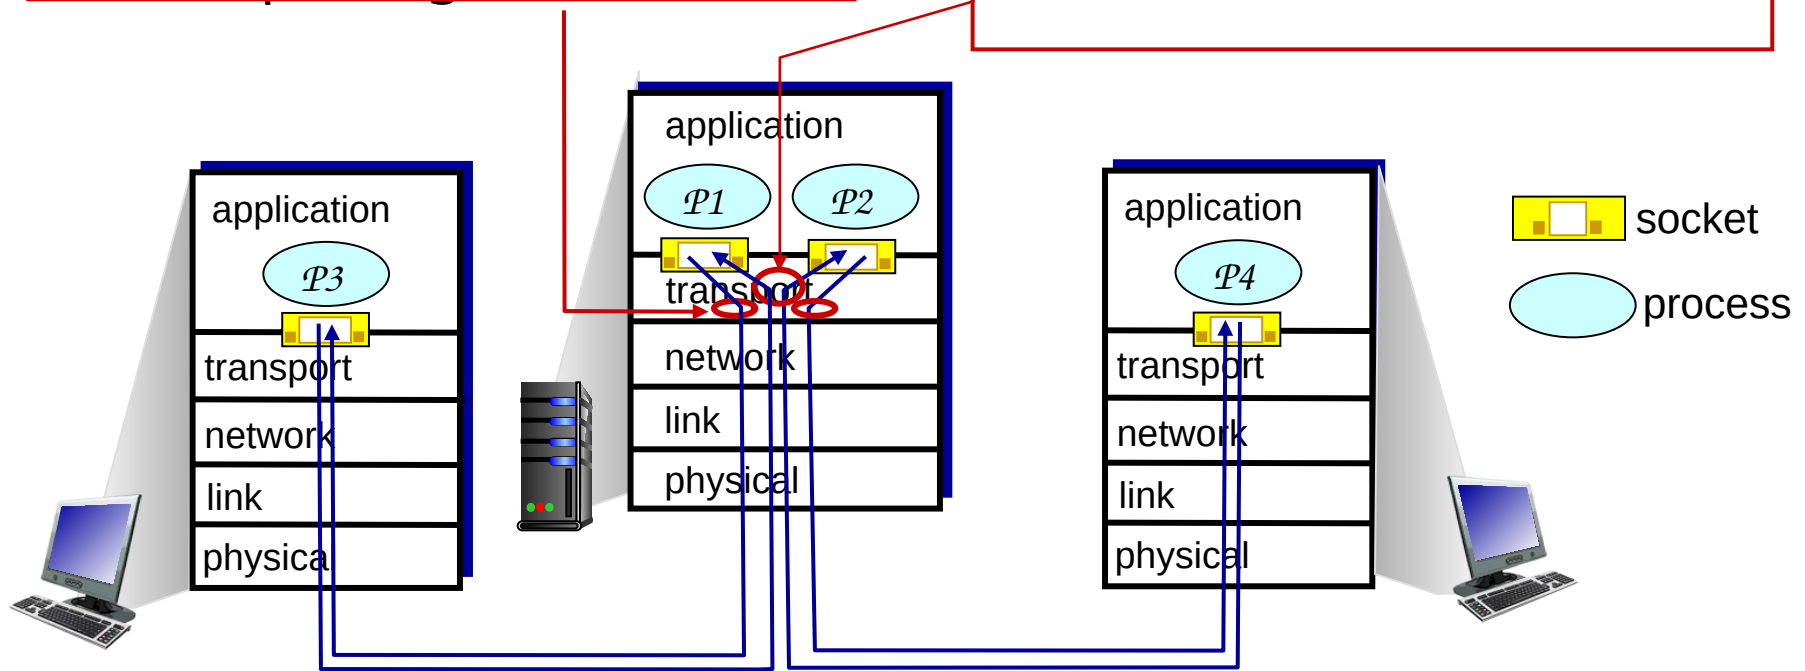 application
P1 P2
transport
network
link
physical
application
P3
transport
network
link
physica
application
P4
transport
network
link
physical
socket
process